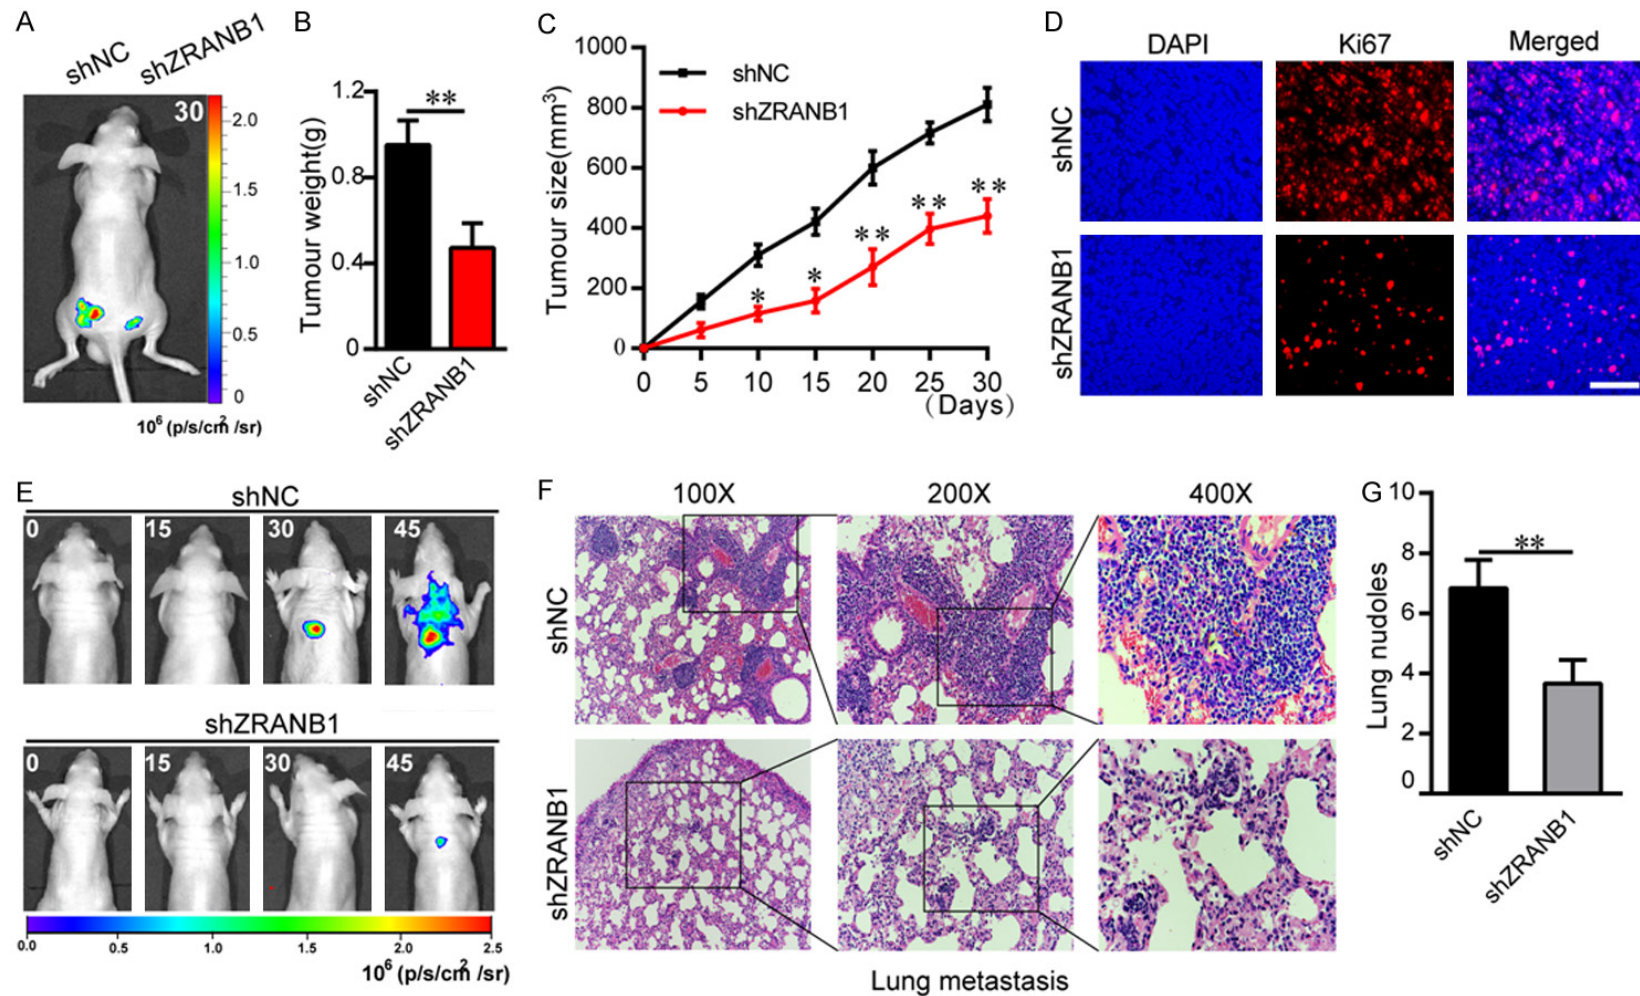 A
shNC shZRANB1
30
2.0
1.5
1.0
0.5
0
10⁶ (p/s/cm² /sr)
B
Tumour weight(g)
1.2
0.8
0.4
0
**
shNC
shZRANB1
C
Tumour size(mm³)
1000
800
600
400
200
0
shNC
shZRANB1
* * ** ** **
0 5 10 15 20 25 30
(Days)
D
DAPI Ki67 Merged
shNC
shZRANB1
E
shNC
0 15 30 45
shZRANB1
0 15 30 45
0.0 0.5 1.0 1.5 2.0 2.5
10⁶ (p/s/cm² /sr)
F
100X 200X 400X
shNC
shZRANB1
Lung metastasis
G
Lung nudoles
10
8
6
4
2
0
**
shNC
shZRANB1